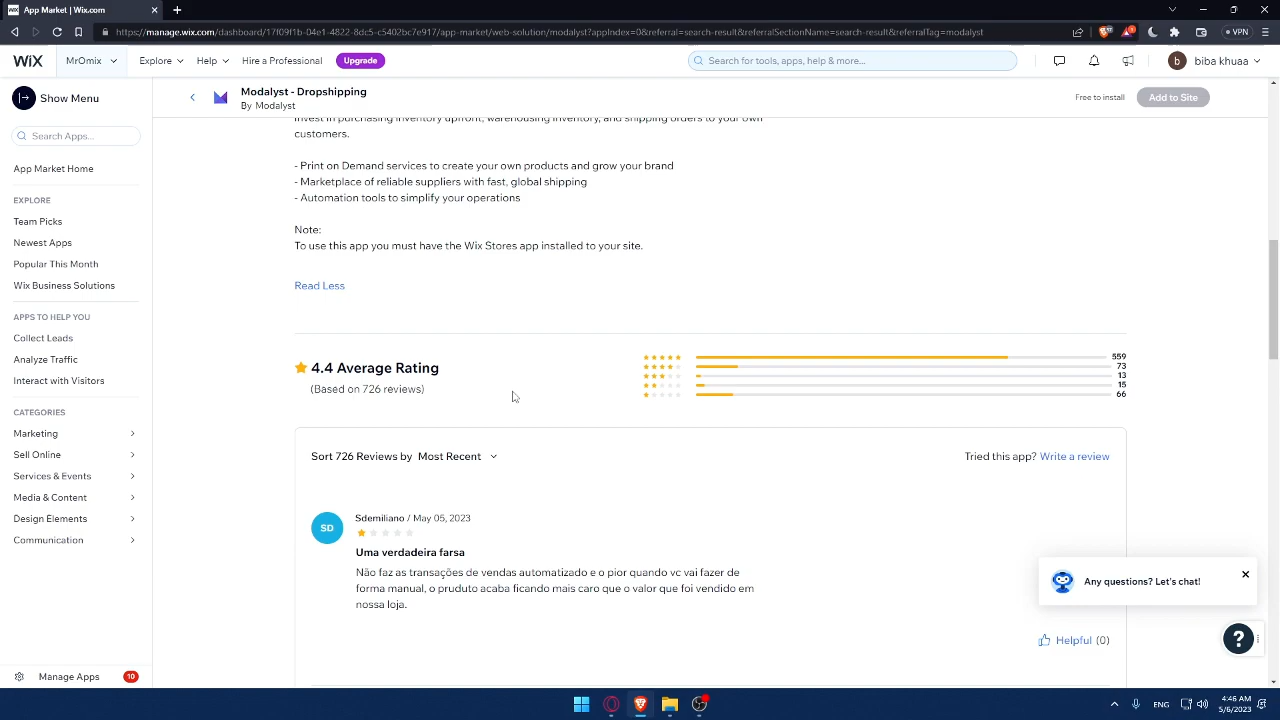 App Market | Wix.com
https://manage.wix.com/dashboard/17f09f1b-04e1-4822-8dc5-c5402bc7e917/app-market/web-solution/modalyst?appIndex=0&referral=search-result&referralSectionName=search-result&referralTag=modalyst
VPN
WiX
MrOmix
Explore
Help
Hire a Professional
Upgrade
Search for tools, apps, help & more...
b
biba khuaa
Show Menu
Modalyst - Dropshipping
By Modalyst
Free to install
Add to Site
Search Apps...
App Market Home
EXPLORE
Team Picks
Newest Apps
Popular This Month
Wix Business Solutions
APPS TO HELP YOU
Collect Leads
Analyze Traffic
Interact with Visitors
CATEGORIES
Marketing
Sell Online
Services & Events
Media & Content
Design Elements
Communication
Manage Apps
10
invest in purchasing inventory upfront, warehousing inventory, and shipping orders to your own
customers.
- Print on Demand services to create your own products and grow your brand
- Marketplace of reliable suppliers with fast, global shipping
- Automation tools to simplify your operations
Note:
To use this app you must have the Wix Stores app installed to your site.
Read Less
4.4 Average Rating
(Based on 726 reviews)
559
73
13
15
66
Sort 726 Reviews by Most Recent
Tried this app? Write a review
SD
Sdemiliano / May 05, 2023
Uma verdadeira farsa
Não faz as transações de vendas automatizado e o pior quando vc vai fazer de
forma manual, o pruduto acaba ficando mais caro que o valor que foi vendido em
nossa loja.
Helpful (0)
Any questions? Let's chat!
?
ENG
4:46 AM
5/6/2023